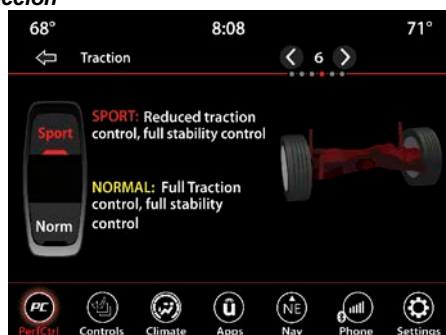 68° 8:08 71°
Traction 6
SPORT: Reduced traction
control, full stability control
Sport
NORMAL: Full Traction
control, full stability
control
Norm
PC û NE
PerfCtrl Controls Climate Apps Nav Phone Settings